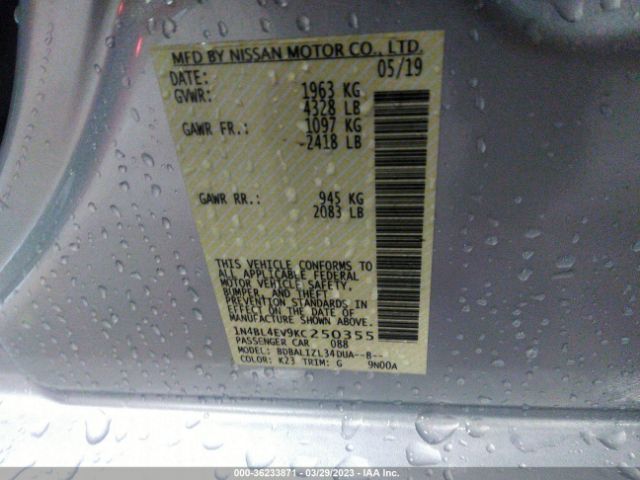 MFD BY NISSAN MOTOR CO., LTD.
DATE: 05/19
GVWR: 1963 KG
4328 LB
GAWR FR.: 1097 KG
2418 LB
GAWR RR.: 945 KG
2083 LB
THIS VEHICLE CONFORMS TO
ALL APPLICABLE FEDERAL
MOTOR VEHICLE SAFETY,
BUMPER, AND THEFT
PREVENTION STANDARDS IN
EFFECT ON THE DATE OF
MANUFACTURE SHOWN ABOVE.
1N4BL4EV9KC250355
PASSENGER CAR 088
MODEL: BDBALIZL34DUA--B--
COLOR: K23 TRIM: G 9N00A
000-36233871 - 03/29/2023 - IAA Inc.